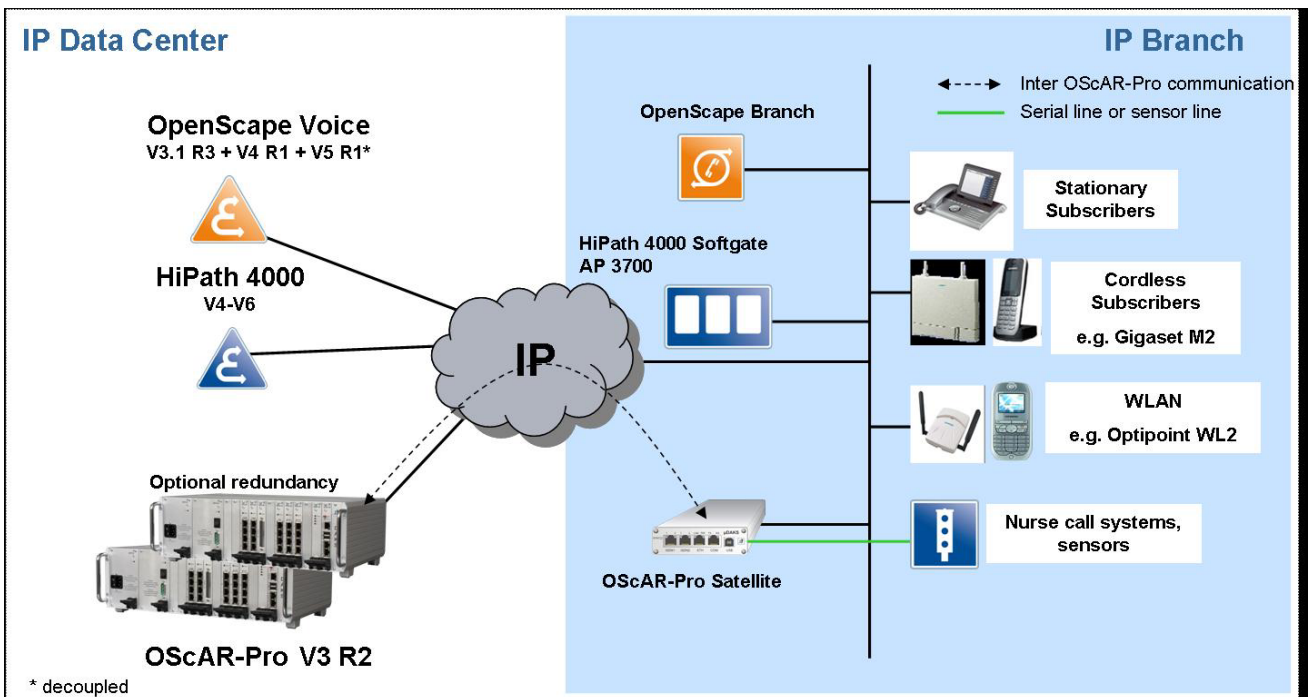 IP Data Center
IP Branch
Inter OScAR-Pro communication
Serial line or sensor line
OpenScape Voice
V3.1 R3 + V4 R1 + V5 R1*
HiPath 4000
V4-V6
IP
Optional redundancy
OScAR-Pro V3 R2
* decoupled
OpenScape Branch
HiPath 4000 Softgate
AP 3700
OScAR-Pro Satellite
Stationary
Subscribers
Cordless
Subscribers
e.g. Gigaset M2
WLAN
e.g. Optipoint WL2
Nurse call systems,
sensors